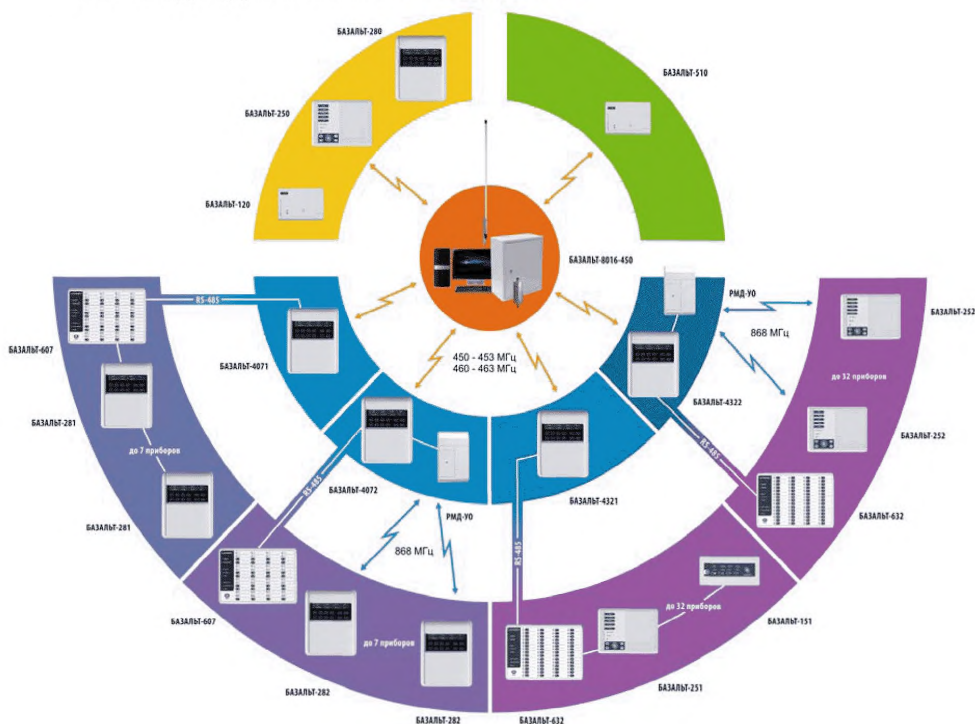 БАЗАЛЬТ-280
БАЗАЛЬТ-510
БАЗАЛЬТ-250
БАЗАЛЬТ-120
БАЗАЛЬТ-8016-450
RS-485
РМД-УО
868 МГц
БАЗАЛЬТ-252
БАЗАЛЬТ-607
БАЗАЛЬТ-4071
450 - 453 МГц
460 - 463 МГц
до 32 приборов
БАЗАЛЬТ-4322
БАЗАЛЬТ-281
до 7 приборов
БАЗАЛЬТ-252
RS-485
RS-485
БАЗАЛЬТ-4072
БАЗАЛЬТ-4321
БАЗАЛЬТ-281
РМД-УО
БАЗАЛЬТ-632
868 МГц
RS-485
до 32 приборов
БАЗАЛЬТ-607
до 7 приборов
БАЗАЛЬТ-151
БАЗАЛЬТ-282
БАЗАЛЬТ-251
БАЗАЛЬТ-282
БАЗАЛЬТ-632